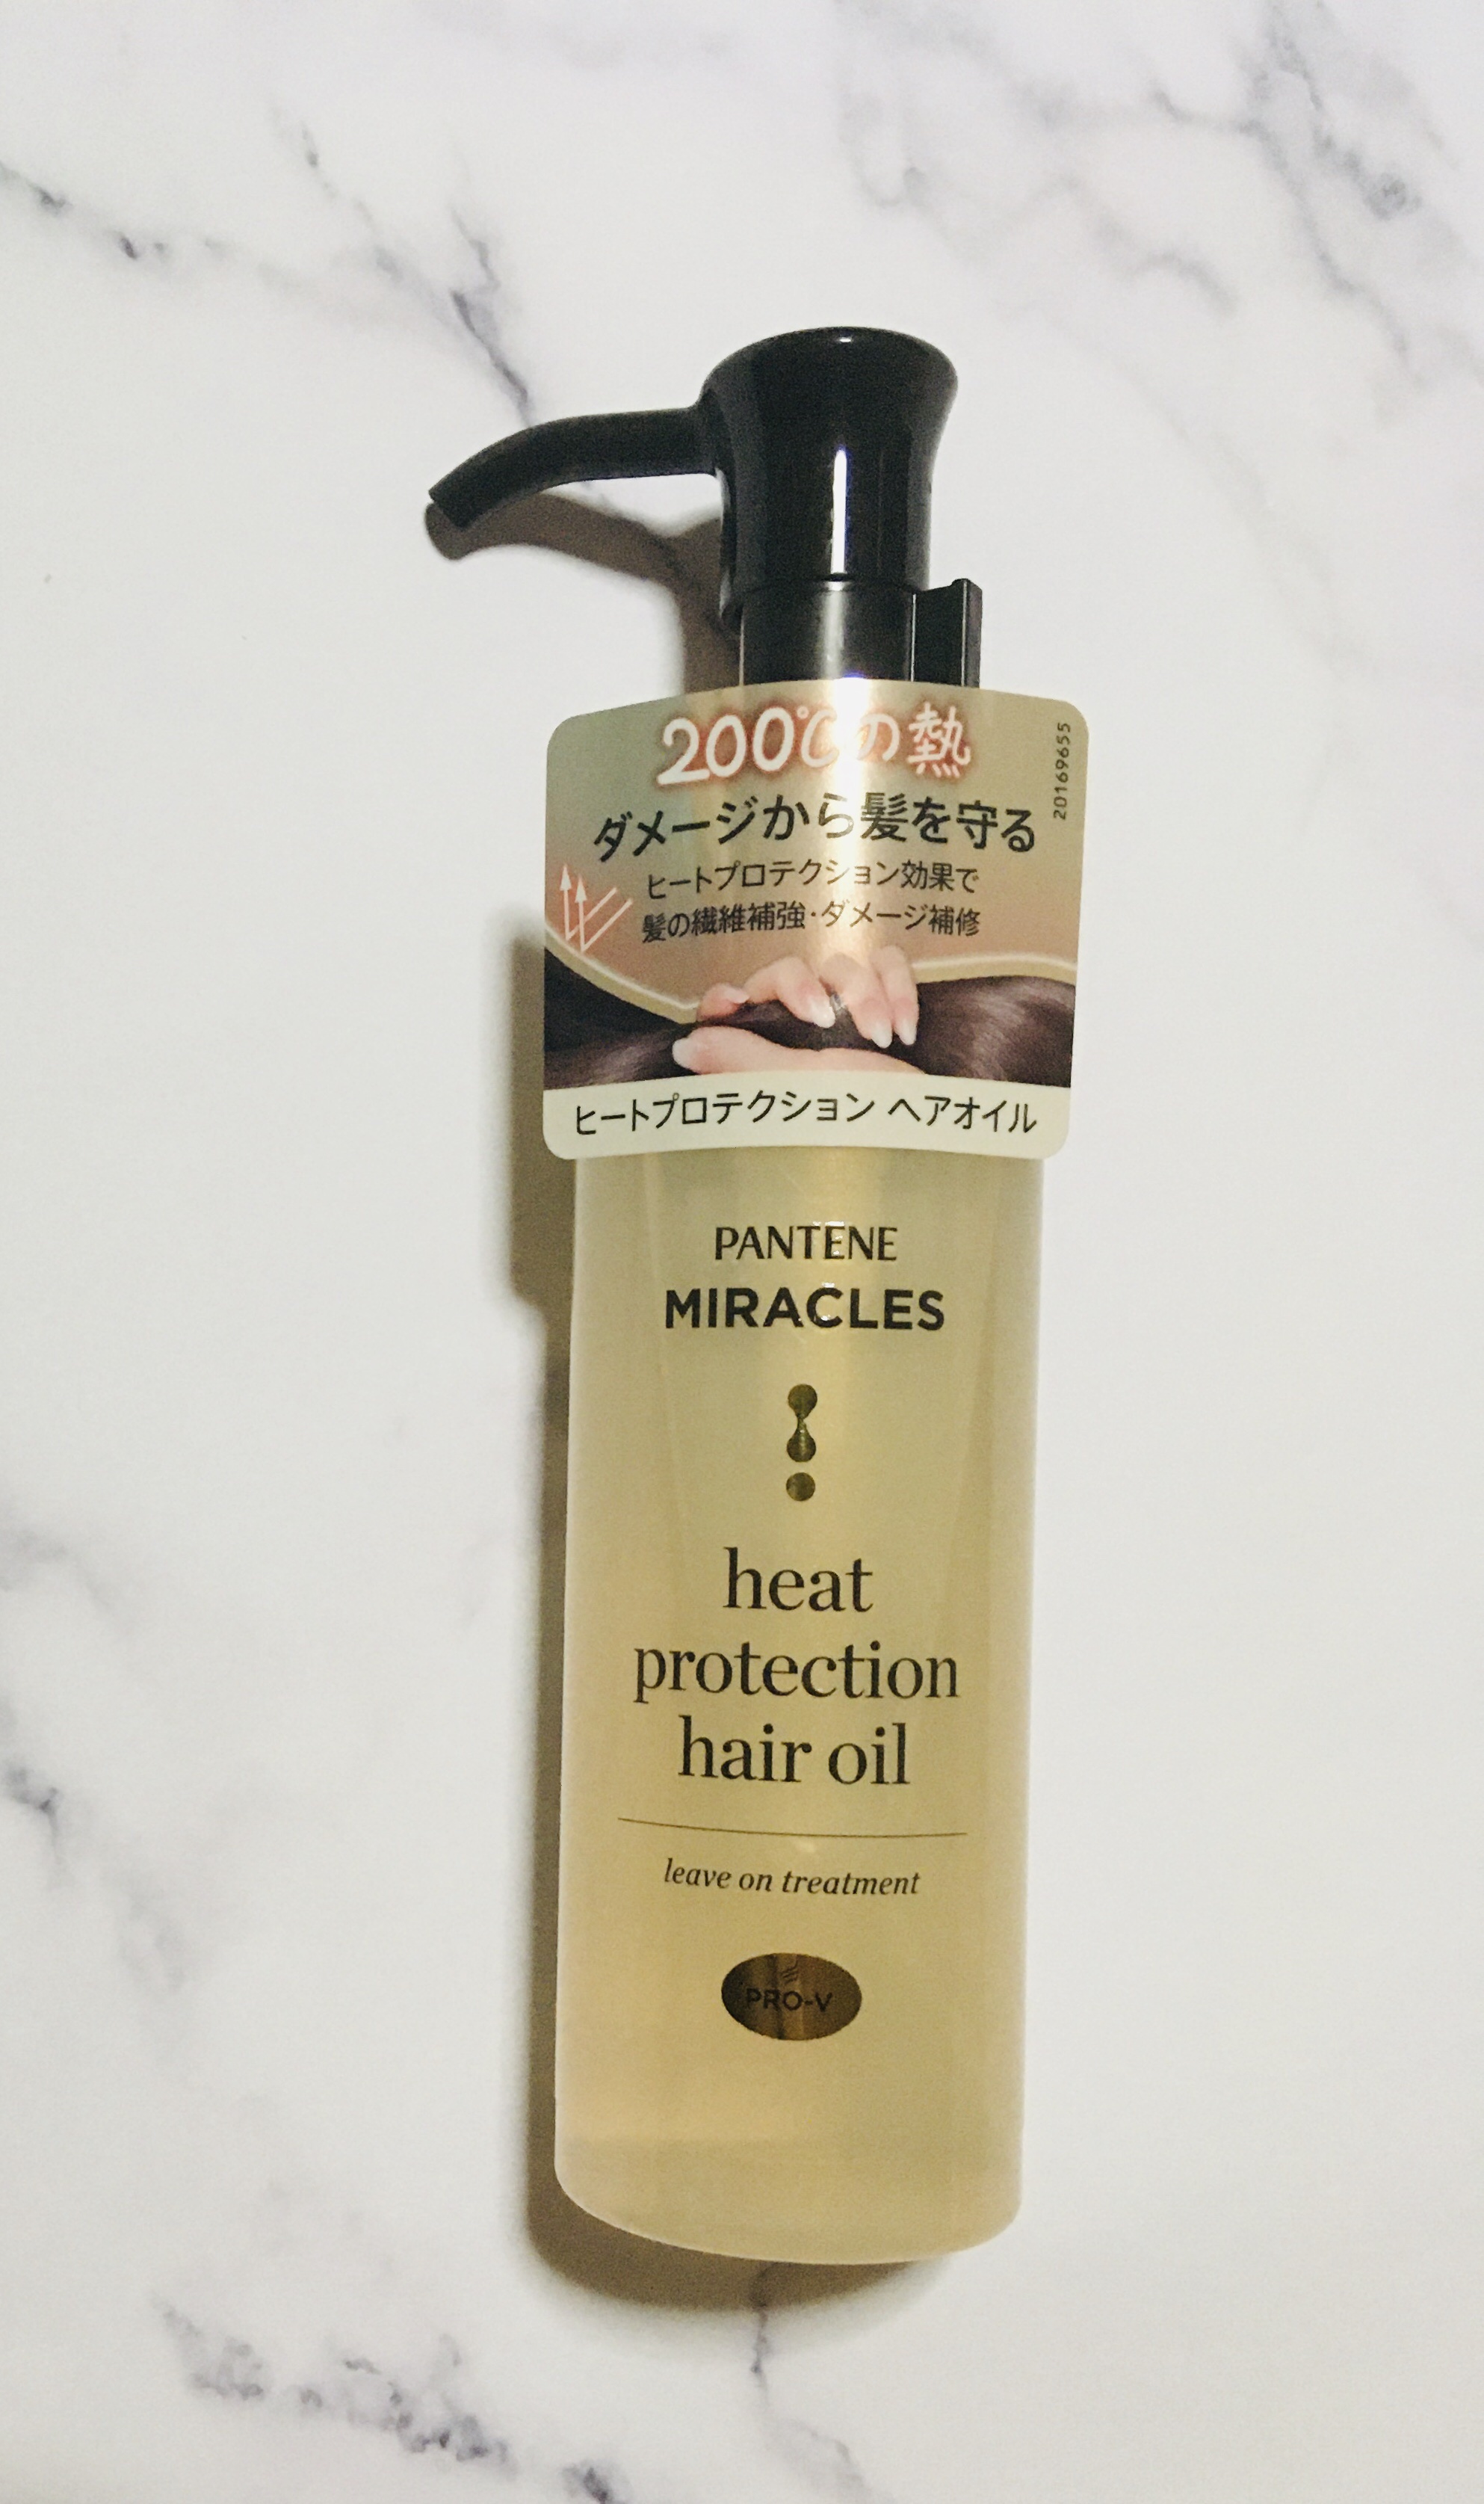 200℃の熱
ダメージから髪を守る
ヒートプロテクション効果で
髪の繊維補強・ダメージ補修
20169655
ヒートプロテクション ヘアオイル
PANTENE
MIRACLES
heat
protection
hair oil
leave on treatment
PRO-V